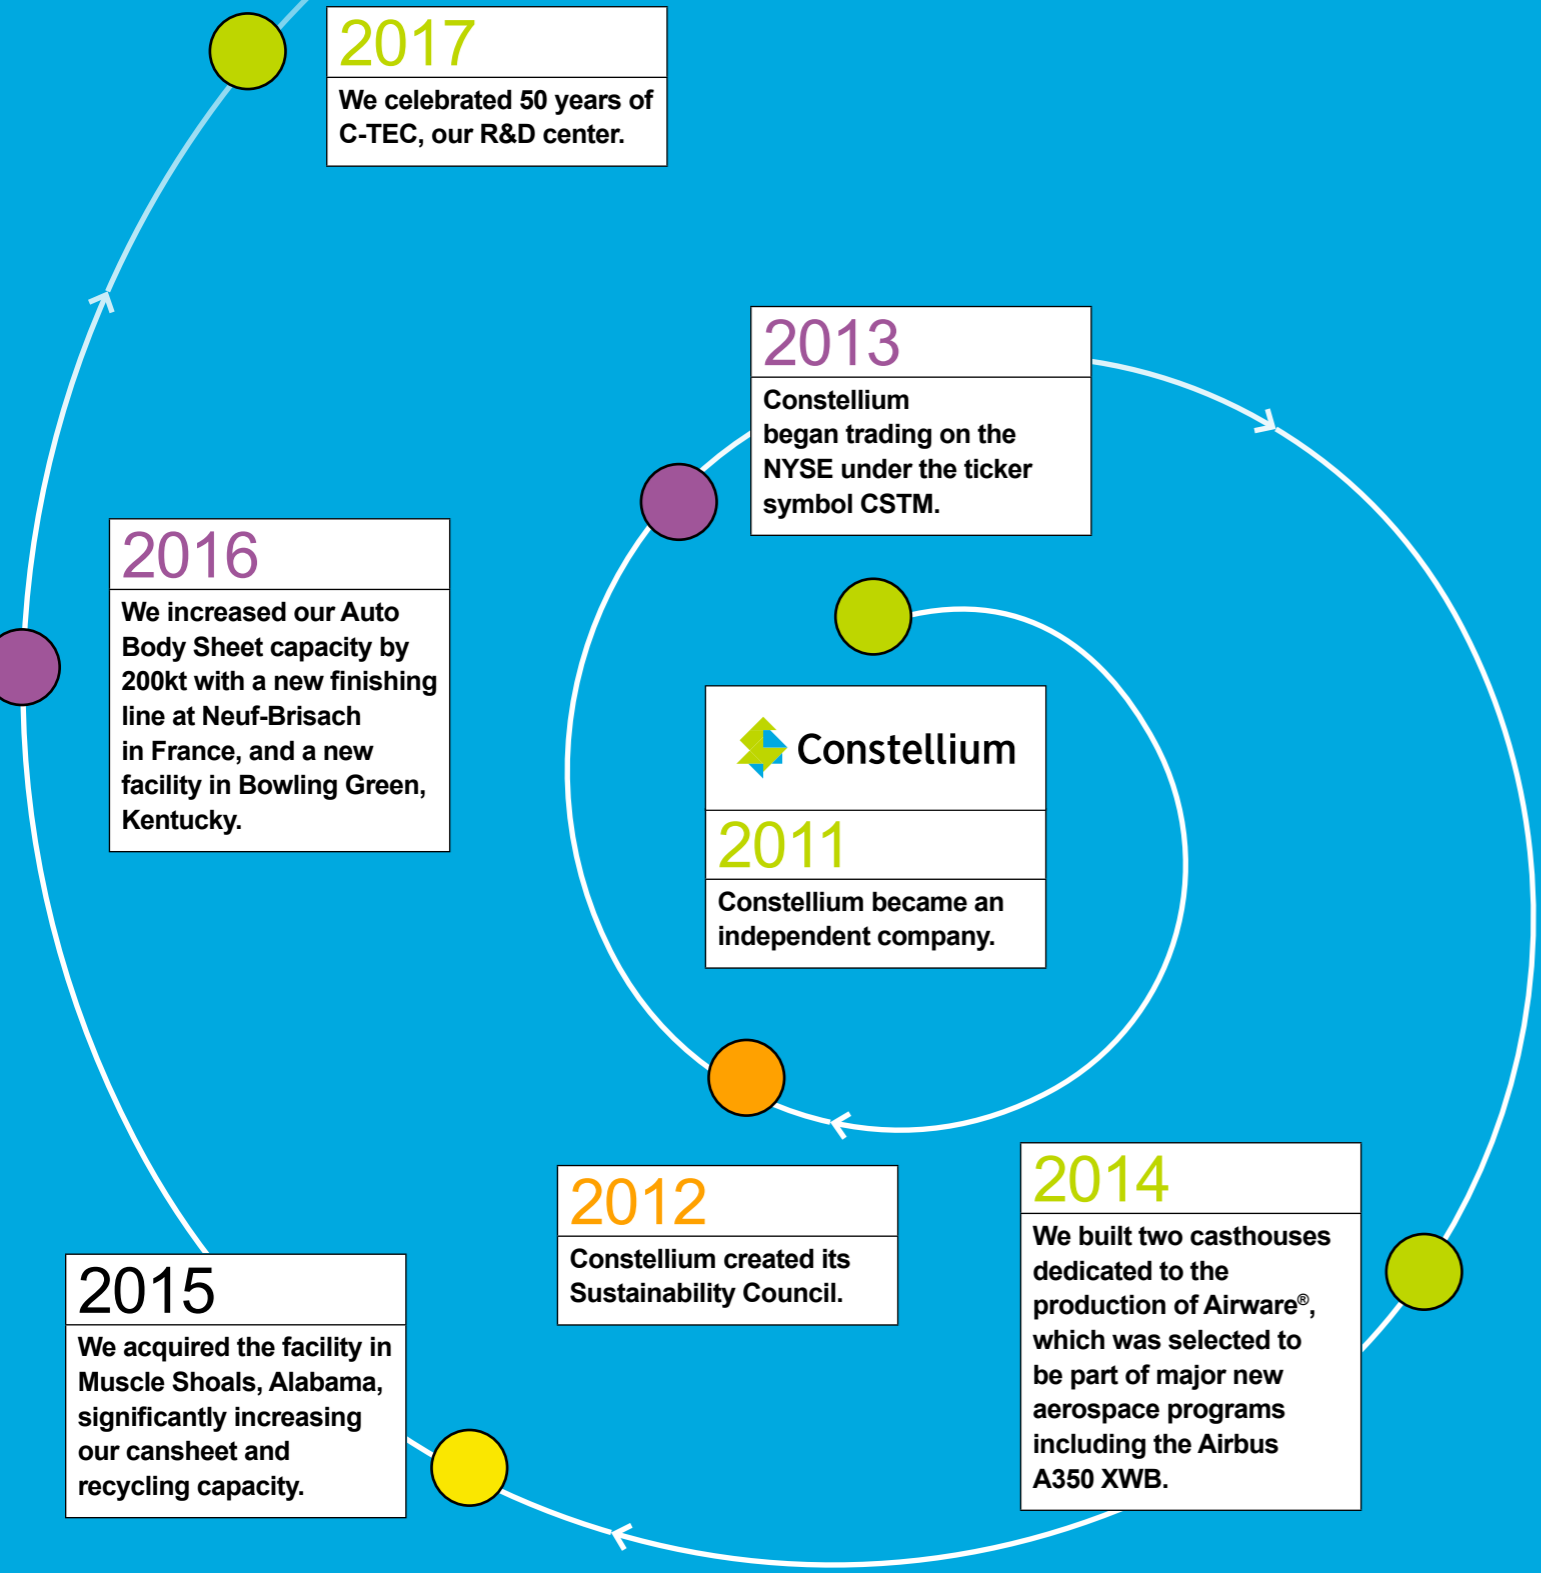 2017
We celebrated 50 years of
C-TEC, our R&D center.
2013
Constellium
began trading on the
NYSE under the ticker
symbol CSTM.
2016
We increased our Auto
Body Sheet capacity by
200kt with a new finishing
line at Neuf-Brisach
in France, and a new
facility in Bowling Green,
Kentucky.
Constellium
2011
Constellium became an
independent company.
2012
Constellium created its
Sustainability Council.
2014
We built two casthouses
dedicated to the
production of Airware®,
which was selected to
be part of major new
aerospace programs
including the Airbus
A350 XWB.
2015
We acquired the facility in
Muscle Shoals, Alabama,
significantly increasing
our cansheet and
recycling capacity.